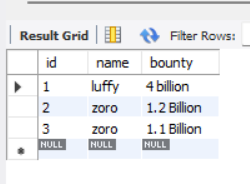 Result Grid Filter Rows:
id name bounty
1 luffy 4 billion
2 zoro 1.2 Billion
3 zoro 1.1 Billion
NULL NULL NULL